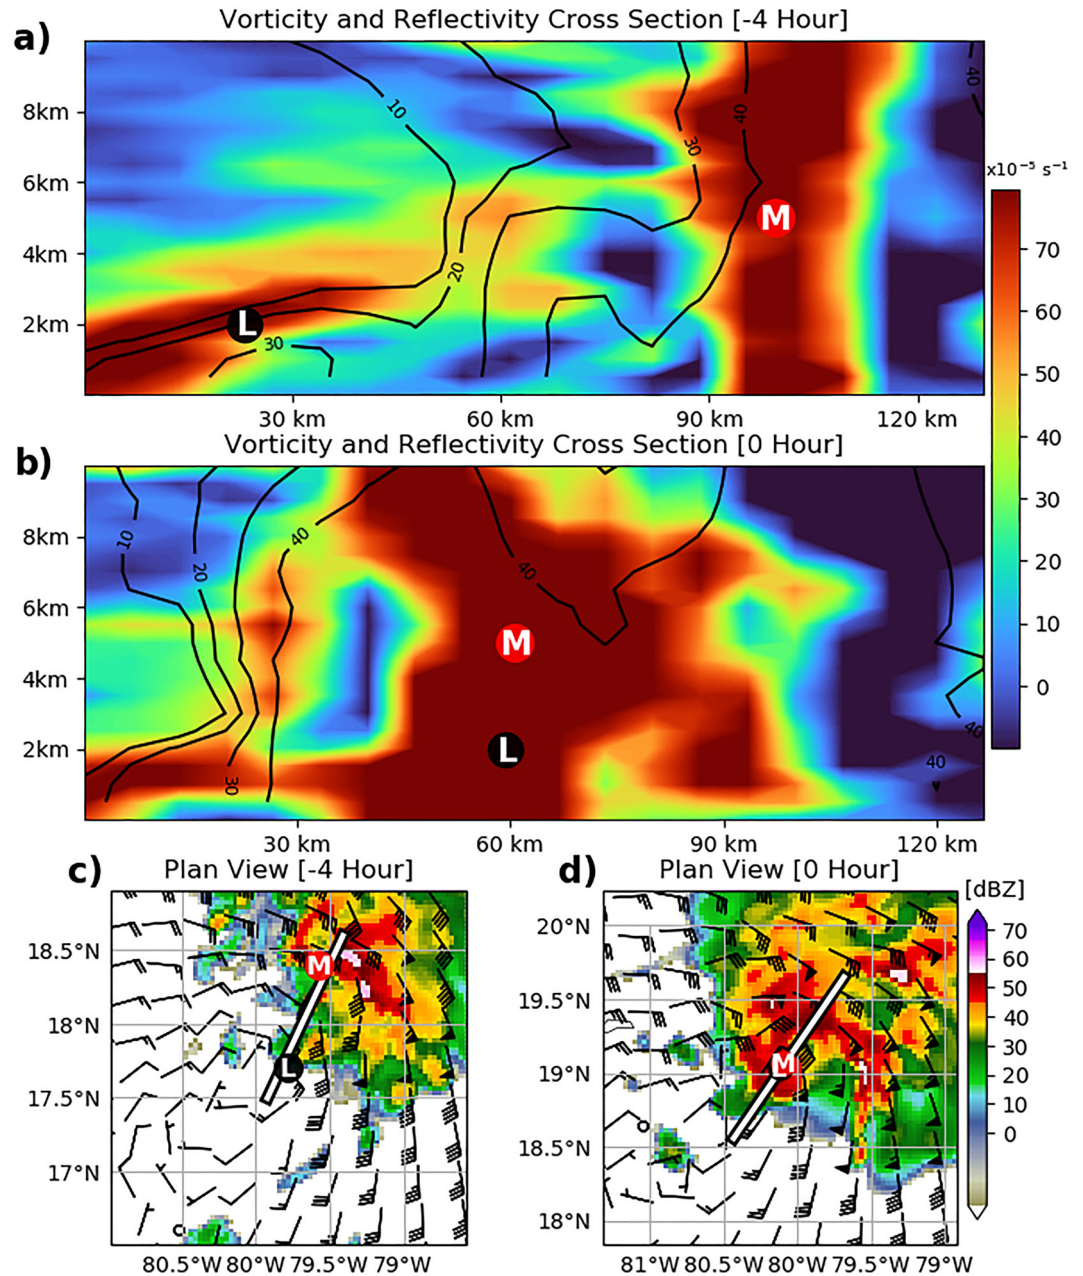 a)
Vorticity and Reflectivity Cross Section [-4 Hour]
10
30
40
40
20
30
L
M
8km
6km
4km
2km
30 km
60 km
90 km
120 km
x10⁻⁵ s⁻¹
70
60
50
40
30
20
10
0
b)
Vorticity and Reflectivity Cross Section [0 Hour]
10
20
30
40
40
40
40
M
L
8km
6km
4km
2km
30 km
60 km
90 km
120 km
c)
Plan View [-4 Hour]
M
L
18.5°N
18°N
17.5°N
17°N
80.5°W 80°W 79.5°W 79°W
d)
Plan View [0 Hour]
M
20°N
19.5°N
19°N
18.5°N
18°N
81°W 80.5°W 80°W 79.5°W 79°W
[dBZ]
70
60
50
40
30
20
10
0